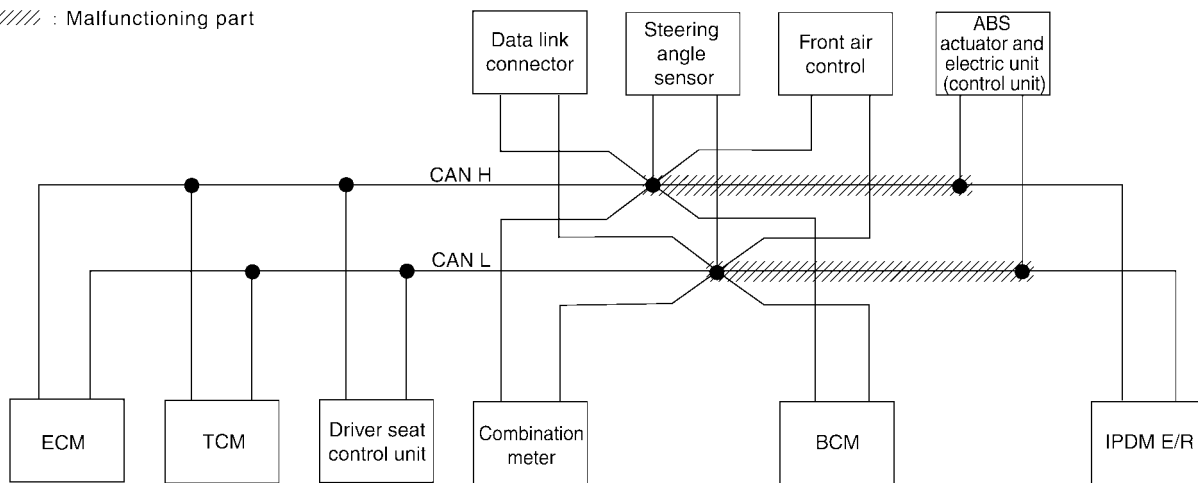 : Malfunctioning part
Data link
connector
Steering
angle
sensor
Front air
control
ABS
actuator and
electric unit
(control unit)
CAN H
CAN L
ECM
TCM
Driver seat
control unit
Combination
meter
BCM
IPDM E/R